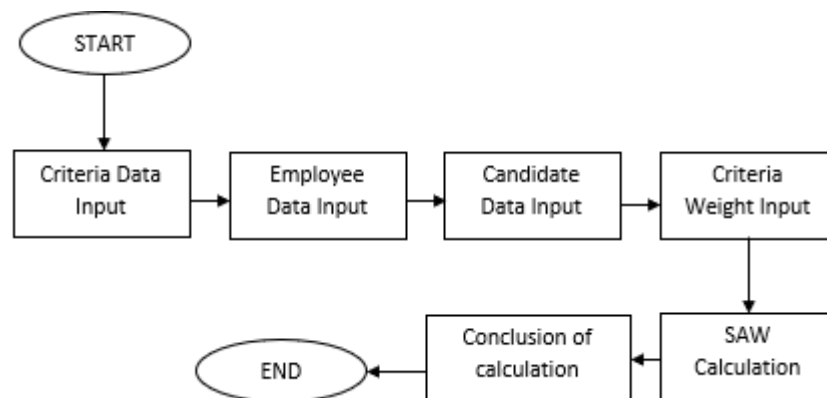 START
Criteria Data
Input
Employee
Data Input
Candidate
Data Input
Criteria
Weight Input
SAW
Calculation
Conclusion of
calculation
END